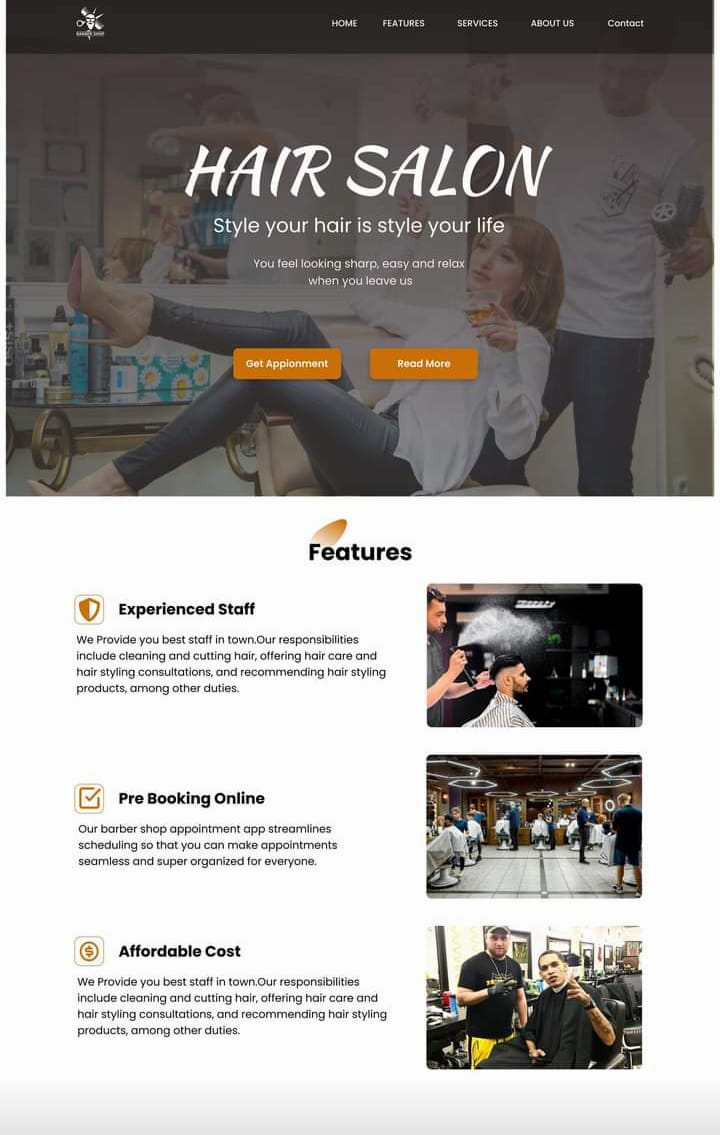 BARBER SHOP
HOME FEATURES SERVICES ABOUT US Contact
HAIR SALON
Style your hair is style your life
You feel looking sharp, easy and relax
when you leave us
Get Appionment Read More
Features
Experienced Staff
We Provide you best staff in town.Our responsibilities
include cleaning and cutting hair, offering hair care and
hair styling consultations, and recommending hair styling
products, among other duties.
Pre Booking Online
Our barber shop appointment app streamlines
scheduling so that you can make appointments
seamless and super organized for everyone.
Affordable Cost
We Provide you best staff in town.Our responsibilities
include cleaning and cutting hair, offering hair care and
hair styling consultations, and recommending hair styling
products, among other duties.